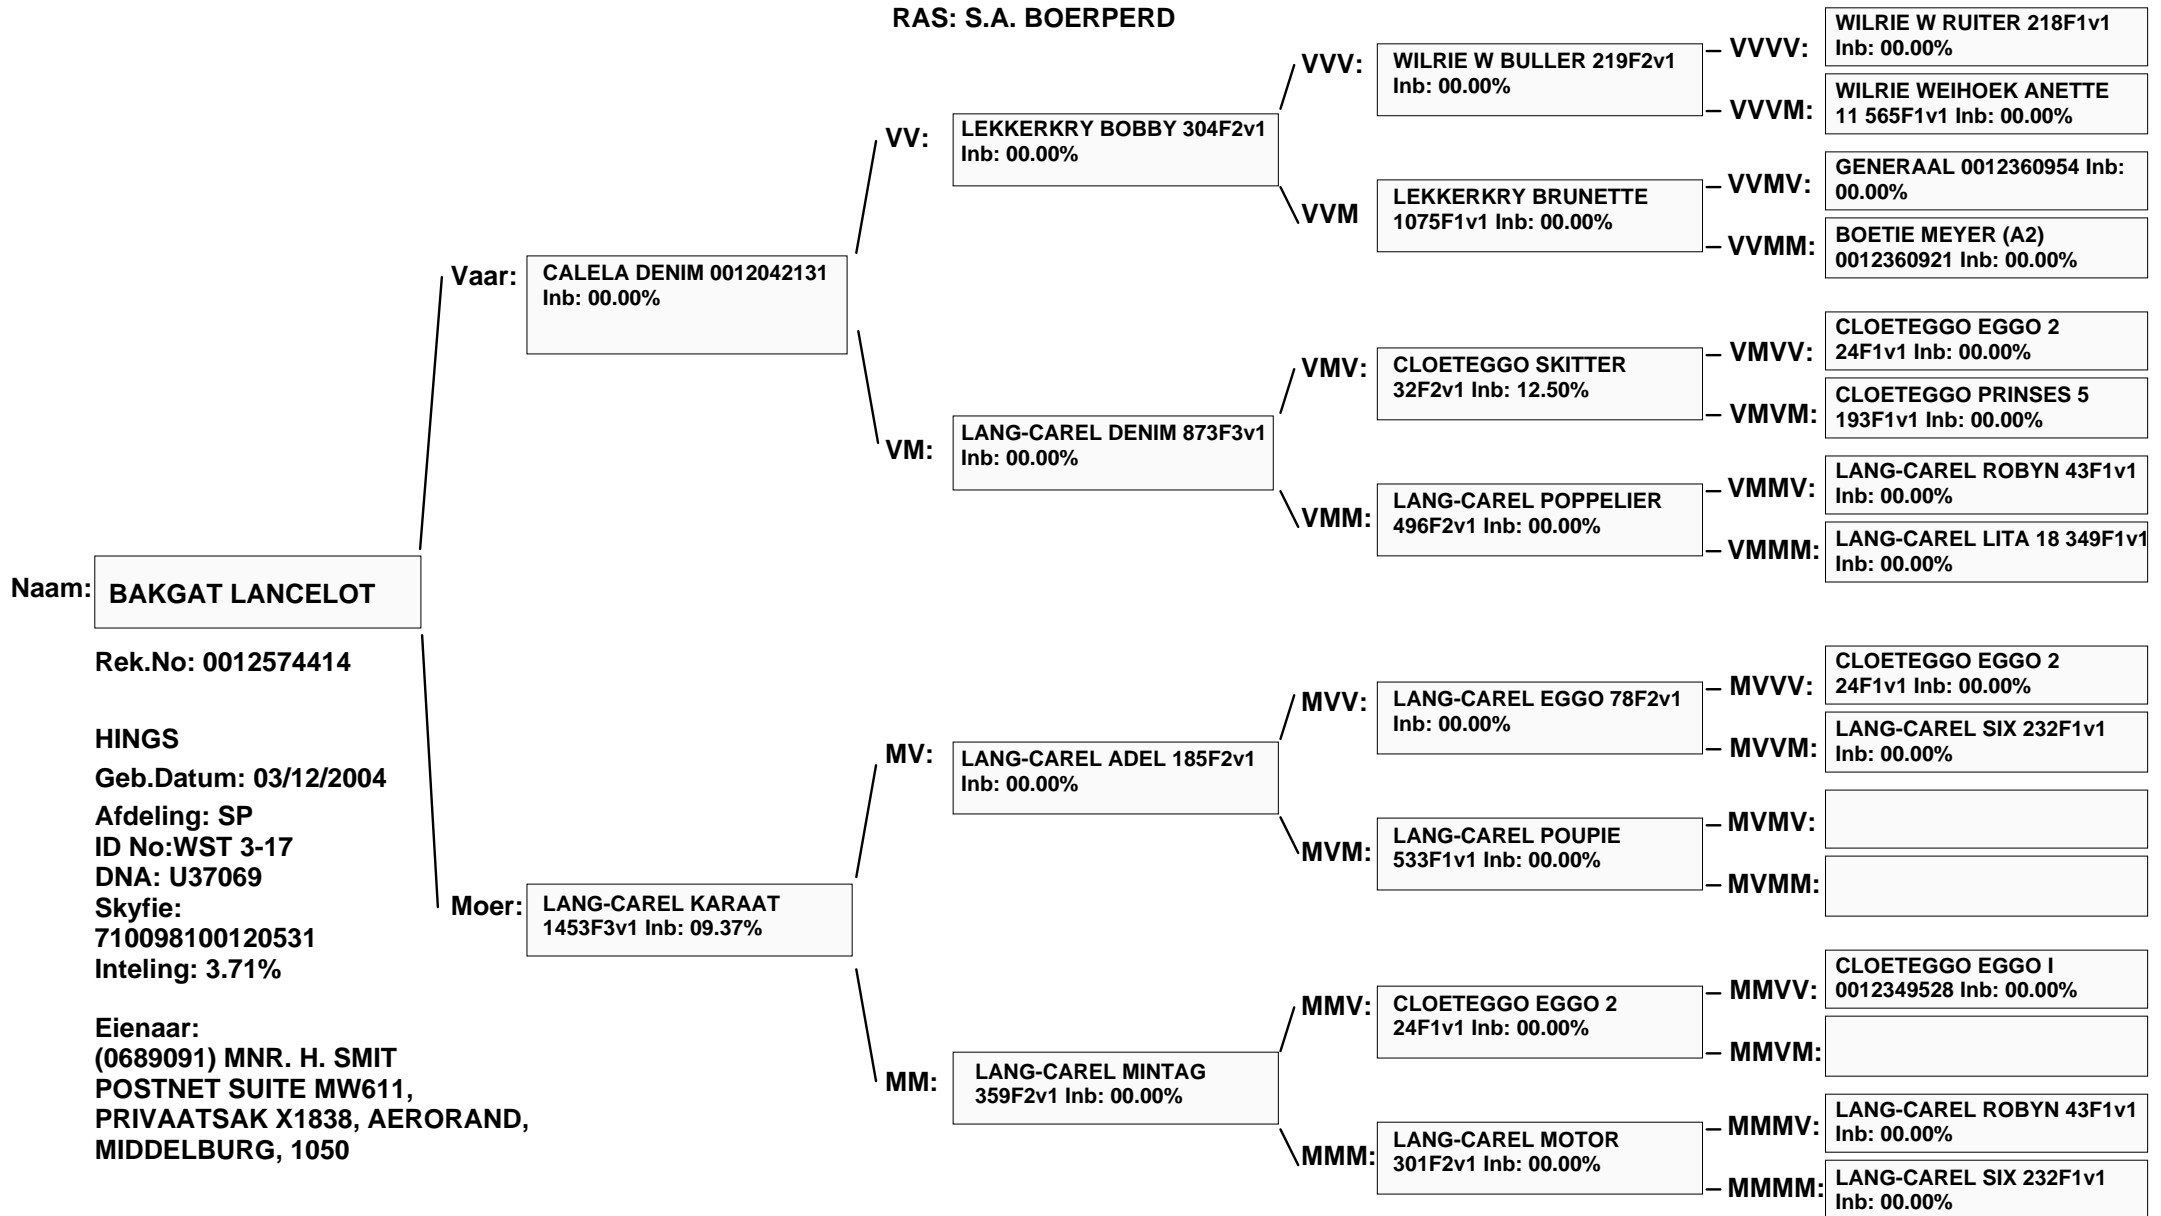 RAS: S.A. BOERPERD
Naam:
BAKGAT LANCELOT
Rek.No: 0012574414
HINGS
Geb.Datum: 03/12/2004
Afdeling: SP
ID No:WST 3-17
DNA: U37069
Skyfie:
710098100120531
Inteling: 3.71%
Eienaar:
(0689091) MNR. H. SMIT
POSTNET SUITE MW611,
PRIVAATSAK X1838, AERORAND,
MIDDELBURG, 1050
Vaar:
CALELA DENIM 0012042131
Inb: 00.00%
Moer:
LANG-CAREL KARAAT
1453F3v1 Inb: 09.37%
VV:
LEKKERKRY BOBBY 304F2v1
Inb: 00.00%
VM:
LANG-CAREL DENIM 873F3v1
Inb: 00.00%
MV:
LANG-CAREL ADEL 185F2v1
Inb: 00.00%
MM:
LANG-CAREL MINTAG
359F2v1 Inb: 00.00%
VVV:
WILRIE W BULLER 219F2v1
Inb: 00.00%
VVM
LEKKERKRY BRUNETTE
1075F1v1 Inb: 00.00%
VMV:
CLOETEGGO SKITTER
32F2v1 Inb: 12.50%
VMM:
LANG-CAREL POPPELIER
496F2v1 Inb: 00.00%
MVV:
LANG-CAREL EGGO 78F2v1
Inb: 00.00%
MVM:
LANG-CAREL POUPIE
533F1v1 Inb: 00.00%
MMV:
CLOETEGGO EGGO 2
24F1v1 Inb: 00.00%
MMM:
LANG-CAREL MOTOR
301F2v1 Inb: 00.00%
VVVV:
WILRIE W RUITER 218F1v1
Inb: 00.00%
VVVM:
WILRIE WEIHOEK ANETTE
11 565F1v1 Inb: 00.00%
VVMV:
GENERAAL 0012360954 Inb:
00.00%
VVMM:
BOETIE MEYER (A2)
0012360921 Inb: 00.00%
VMVV:
CLOETEGGO EGGO 2
24F1v1 Inb: 00.00%
VMVM:
CLOETEGGO PRINSES 5
193F1v1 Inb: 00.00%
VMMV:
LANG-CAREL ROBYN 43F1v1
Inb: 00.00%
VMMM:
LANG-CAREL LITA 18 349F1v1
Inb: 00.00%
MVVV:
CLOETEGGO EGGO 2
24F1v1 Inb: 00.00%
MVVM:
LANG-CAREL SIX 232F1v1
Inb: 00.00%
MVMV:
MVMM:
MMVV:
CLOETEGGO EGGO I
0012349528 Inb: 00.00%
MMVM:
MMMV:
LANG-CAREL ROBYN 43F1v1
Inb: 00.00%
MMMM:
LANG-CAREL SIX 232F1v1
Inb: 00.00%